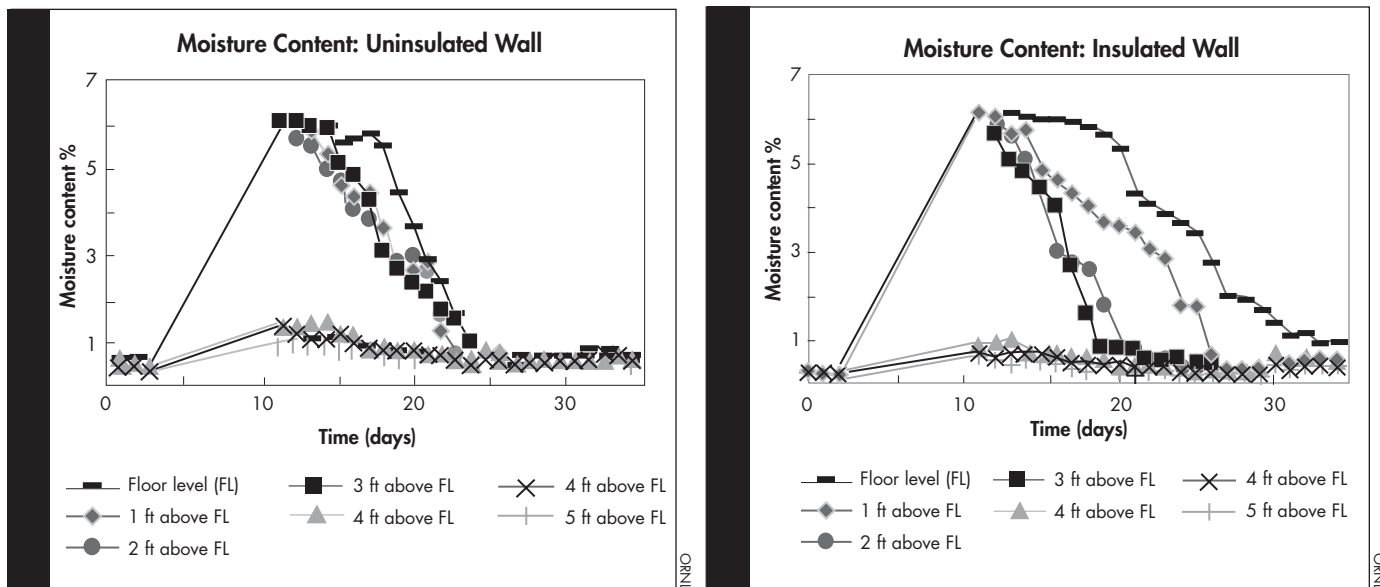 Moisture Content: Uninsulated Wall
7
5
3
1
Moisture content %
0
10
20
30
Time (days)
Floor level (FL)
3 ft above FL
4 ft above FL
1 ft above FL
4 ft above FL
5 ft above FL
2 ft above FL
Moisture Content: Insulated Wall
7
5
3
1
Moisture content %
0
10
20
30
Time (days)
Floor level (FL)
3 ft above FL
4 ft above FL
1 ft above FL
4 ft above FL
5 ft above FL
2 ft above FL